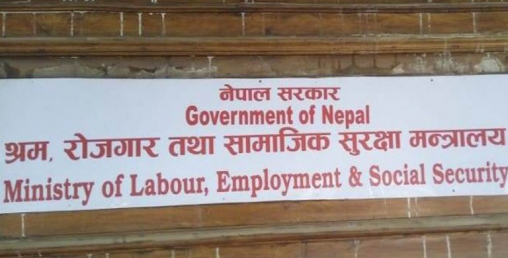 नेपाल सरकार
Government of Nepal
श्रम, रोजगार तथा सामाजिक सुरक्षा मन्त्रालय
Ministry of Labour, Employment & Social Security